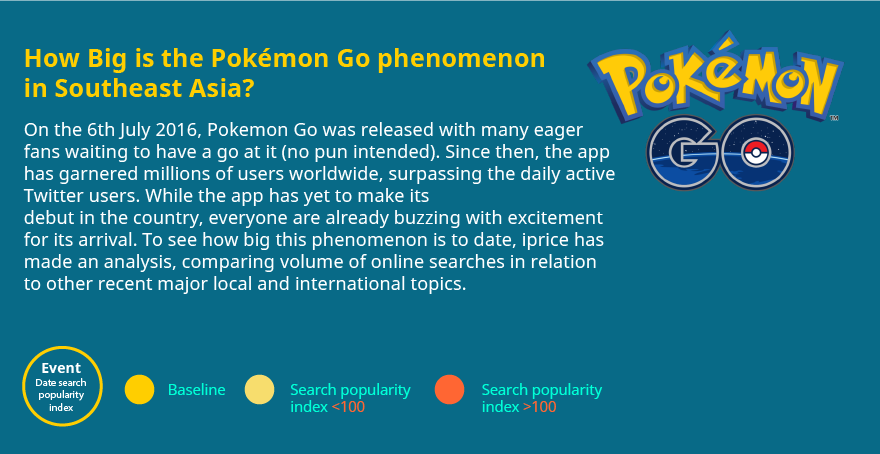 How Big is the Pokémon Go phenomenon
in Southeast Asia?
POKéMON
TM
GO
On the 6th July 2016, Pokemon Go was released with many eager
fans waiting to have a go at it (no pun intended). Since then, the app
has garnered millions of users worldwide, surpassing the daily active
Twitter users. While the app has yet to make its
debut in the country, everyone are already buzzing with excitement
for its arrival. To see how big this phenomenon is to date, iprice has
made an analysis, comparing volume of online searches in relation
to other recent major local and international topics.
Event
Date search
popularity
index
Baseline
Search popularity
index <100
Search popularity
index >100